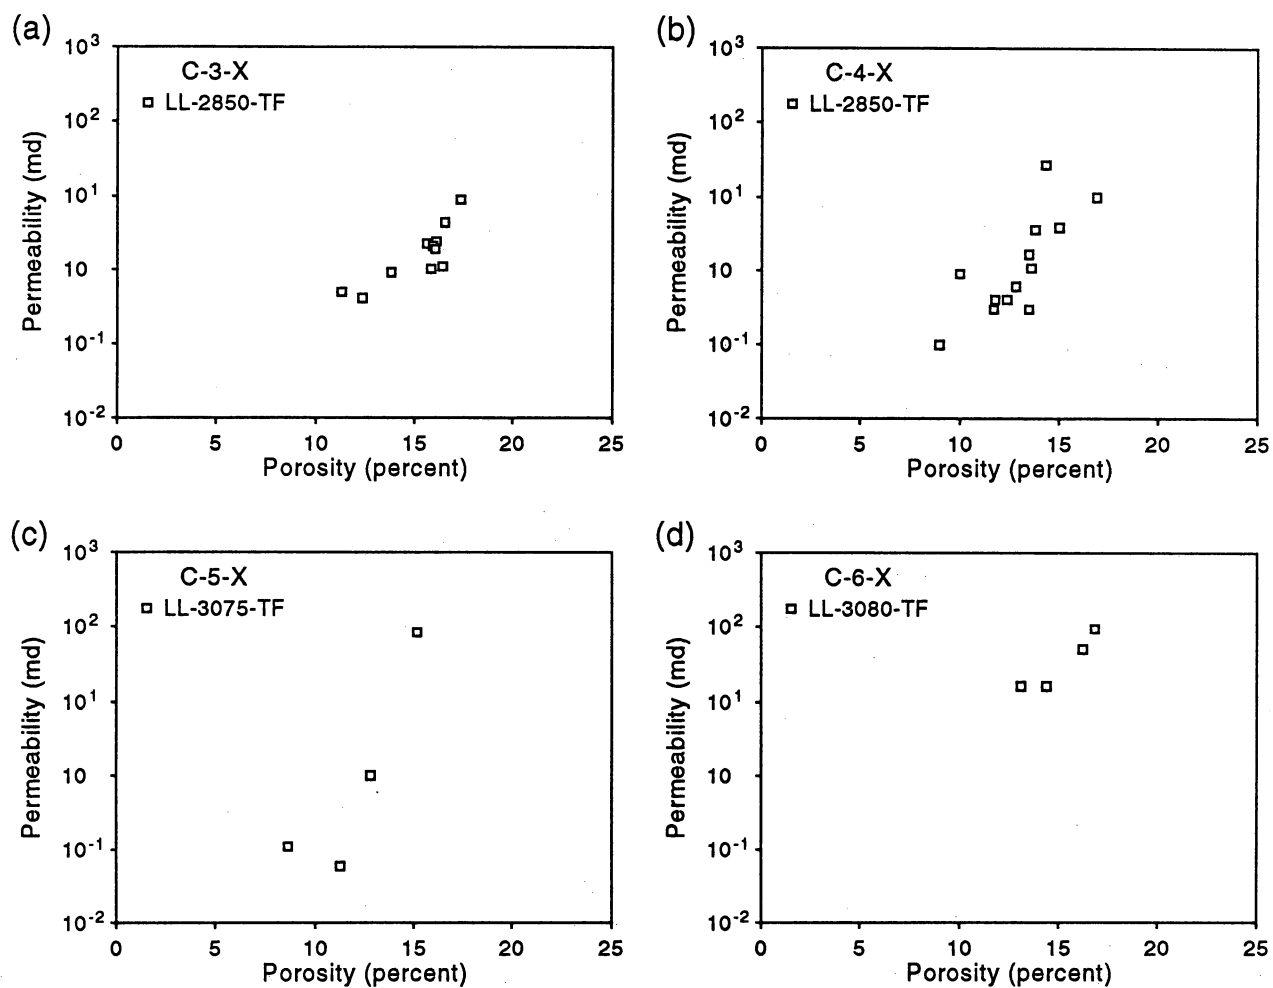 (a)
10³
C-3-X
LL-2850-TF
10²
10¹
10
10⁻¹
10⁻²
Permeability (md)
0 5 10 15 20 25
Porosity (percent)
(b)
10³
C-4-X
LL-2850-TF
10²
10¹
10
10⁻¹
10⁻²
Permeability (md)
0 5 10 15 20 25
Porosity (percent)
(c)
10³
C-5-X
LL-3075-TF
10²
10¹
10
10⁻¹
10⁻²
Permeability (md)
0 5 10 15 20 25
Porosity (percent)
(d)
10³
C-6-X
LL-3080-TF
10²
10¹
10
10⁻¹
10⁻²
Permeability (md)
0 5 10 15 20 25
Porosity (percent)